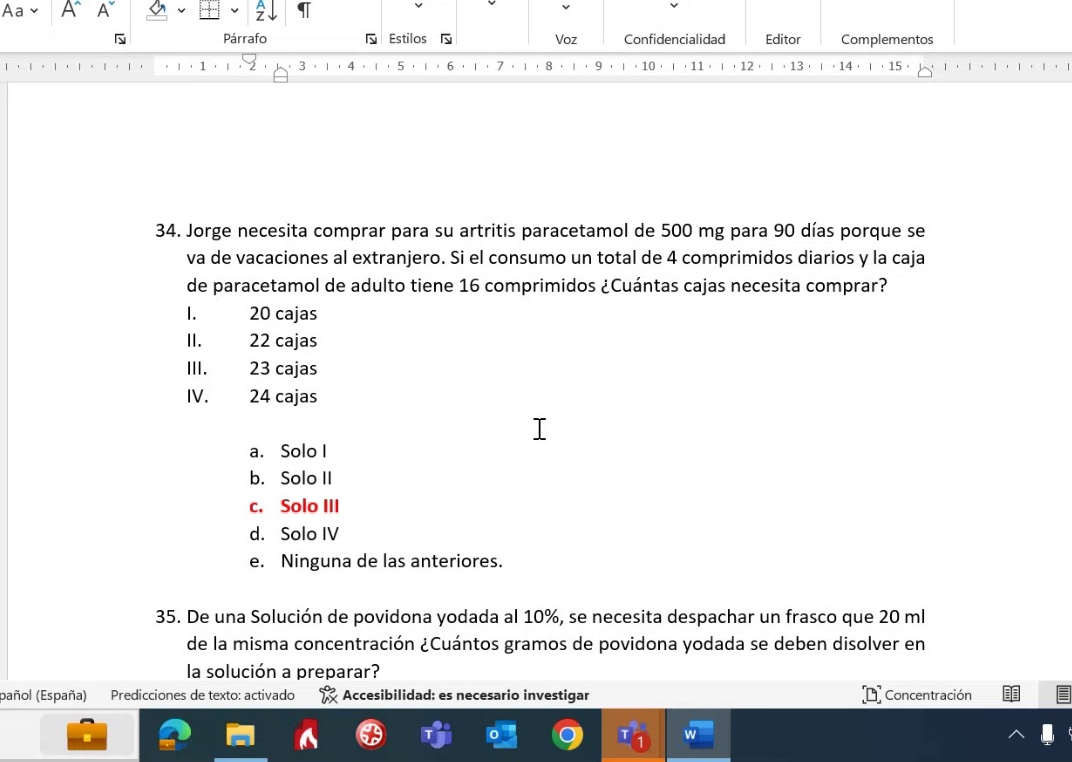 Aa A A A Z ¶
Párrafo Estilos Voz Confidencialidad Editor Complementos
1 2 3 4 5 6 7 8 9 10 11 12 13 14 15
34. Jorge necesita comprar para su artritis paracetamol de 500 mg para 90 días porque se
va de vacaciones al extranjero. Si el consumo un total de 4 comprimidos diarios y la caja
de paracetamol de adulto tiene 16 comprimidos ¿Cuántas cajas necesita comprar?
I. 20 cajas
II. 22 cajas
III. 23 cajas
IV. 24 cajas
a. Solo I
b. Solo II
c. Solo III
d. Solo IV
e. Ninguna de las anteriores.
35. De una Solución de povidona yodada al 10%, se necesita despachar un frasco que 20 ml
de la misma concentración ¿Cuántos gramos de povidona yodada se deben disolver en
la solución a preparar?
pañol (España) Predicciones de texto: activado Accesibilidad: es necesario investigar Concentración
T O T 1 W